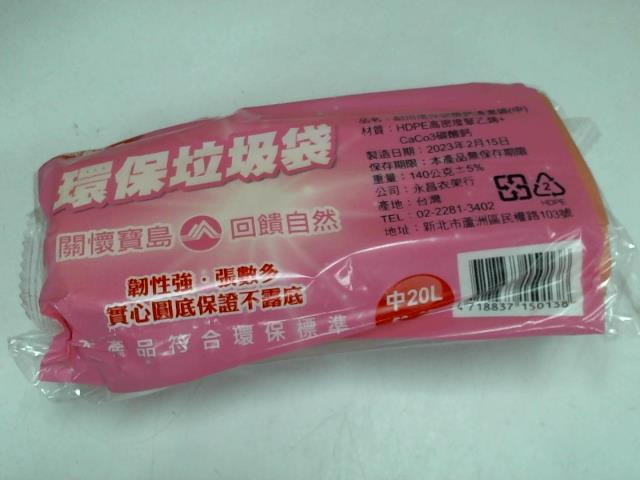 環保垃圾袋
關懷寶島 回饋自然
韌性強·張數多
實心圓底保證不露底
本產品符合環保標準
材質:HDPE高密度聚乙烯+
CaCo3碳酸鈣
製造日期:2023年2月15日
保存期限:本產品無保存期限
重量:140公克±5%
公司:永昌衣架行
產地:台灣
TEL:02-2281-3402
地址:新北市蘆洲區民權路103號
2
HDPE
中20L
4718837150138